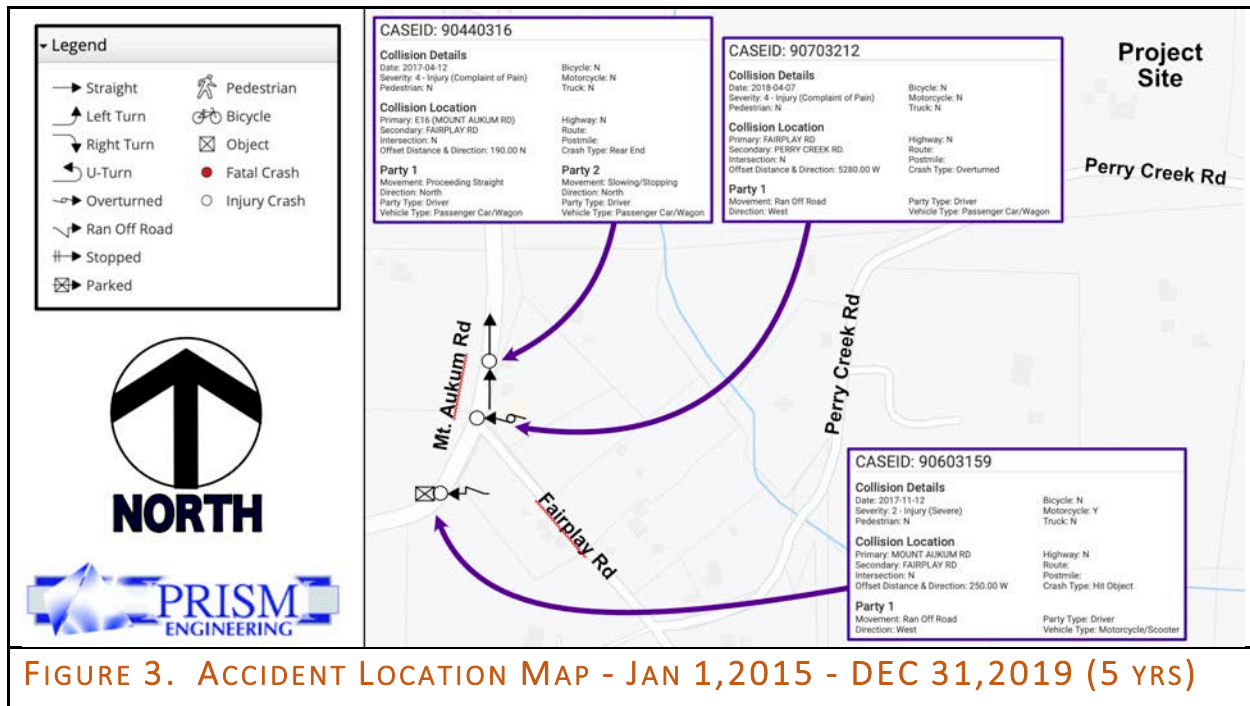 Legend
Straight
Pedestrian
Left Turn
Bicycle
Right Turn
Object
U-Turn
Fatal Crash
Overturned
Injury Crash
Ran Off Road
Stopped
Parked
NORTH
PRISM
ENGINEERING
CASEID: 90440316
Collision Details
Date: 2017-04-12
Bicycle: N
Severity: 4 - Injury (Complaint of Pain)
Motorcycle: N
Pedestrian: N
Truck: N
Collision Location
Primary: E16 (MOUNT AUKUM RD)
Highway: N
Secondary: FAIRPLAY RD
Route:
Intersection: N
Postmile:
Offset Distance & Direction: 190.00 N
Crash Type: Rear End
Party 1
Party 2
Movement: Proceeding Straight
Movement: Slowing/Stopping
Direction: North
Direction: North
Party Type: Driver
Party Type: Driver
Vehicle Type: Passenger Car/Wagon
Vehicle Type: Passenger Car/Wagon
CASEID: 90703212
Collision Details
Date: 2018-04-07
Bicycle: N
Severity: 4 - Injury (Complaint of Pain)
Motorcycle: N
Pedestrian: N
Truck: N
Collision Location
Primary: FAIRPLAY RD
Highway: N
Secondary: PERRY CREEK RD.
Route:
Intersection: N
Postmile:
Offset Distance & Direction: 5280.00 W
Crash Type: Overturned
Party 1
Movement: Ran Off Road
Party Type: Driver
Direction: West
Vehicle Type: Passenger Car/Wagon
Project
Site
Perry Creek Rd
Mt. Aukum Rd
Perry Creek Rd
Fairplay Rd
CASEID: 90603159
Collision Details
Date: 2017-11-12
Bicycle: N
Severity: 2 - Injury (Severe)
Motorcycle: Y
Pedestrian: N
Truck: N
Collision Location
Primary: MOUNT AUKUM RD
Highway: N
Secondary: FAIRPLAY RD
Route:
Intersection: N
Postmile:
Offset Distance & Direction: 250.00 W
Crash Type: Hit Object
Party 1
Movement: Ran Off Road
Party Type: Driver
Direction: West
Vehicle Type: Motorcycle/Scooter
FIGURE 3. ACCIDENT LOCATION MAP - JAN 1,2015 - DEC 31,2019 (5 YRS)